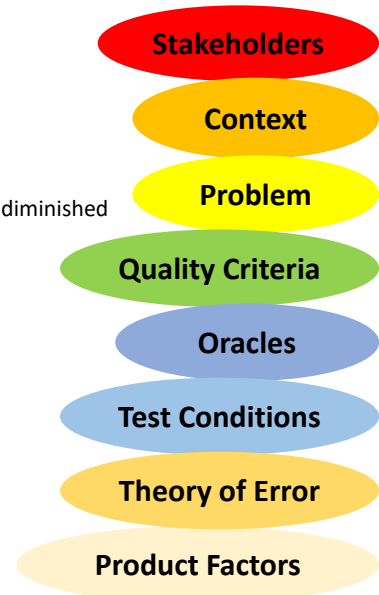 Stakeholders
Context
Problem
diminished
Quality Criteria
Oracles
Test Conditions
Theory of Error
Product Factors